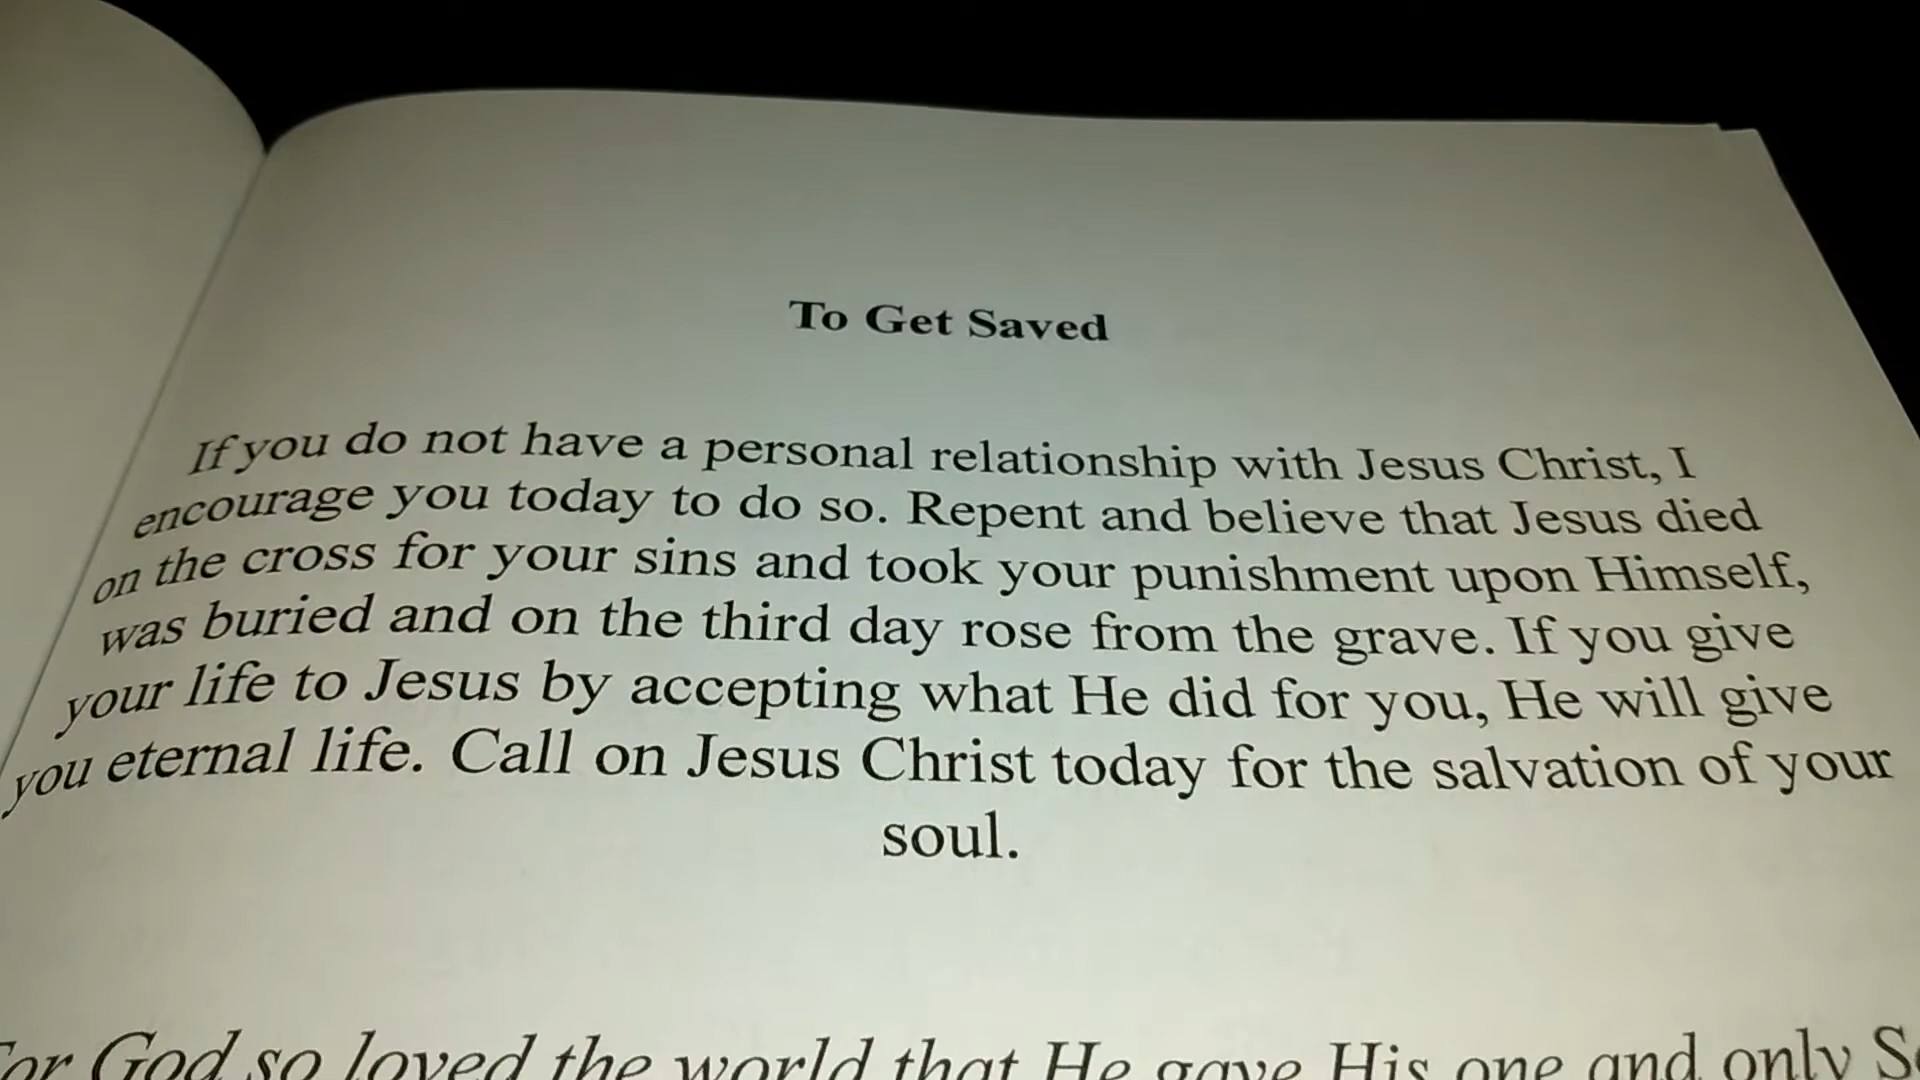 To Get Saved
If you do not have a personal relationship with Jesus Christ, I
encourage you today to do so. Repent and believe that Jesus died
on the cross for your sins and took your punishment upon Himself,
was buried and on the third day rose from the grave. If you give
your life to Jesus by accepting what He did for you, He will give
you eternal life. Call on Jesus Christ today for the salvation of your
soul.
For God so loved the world that He gave His one and only